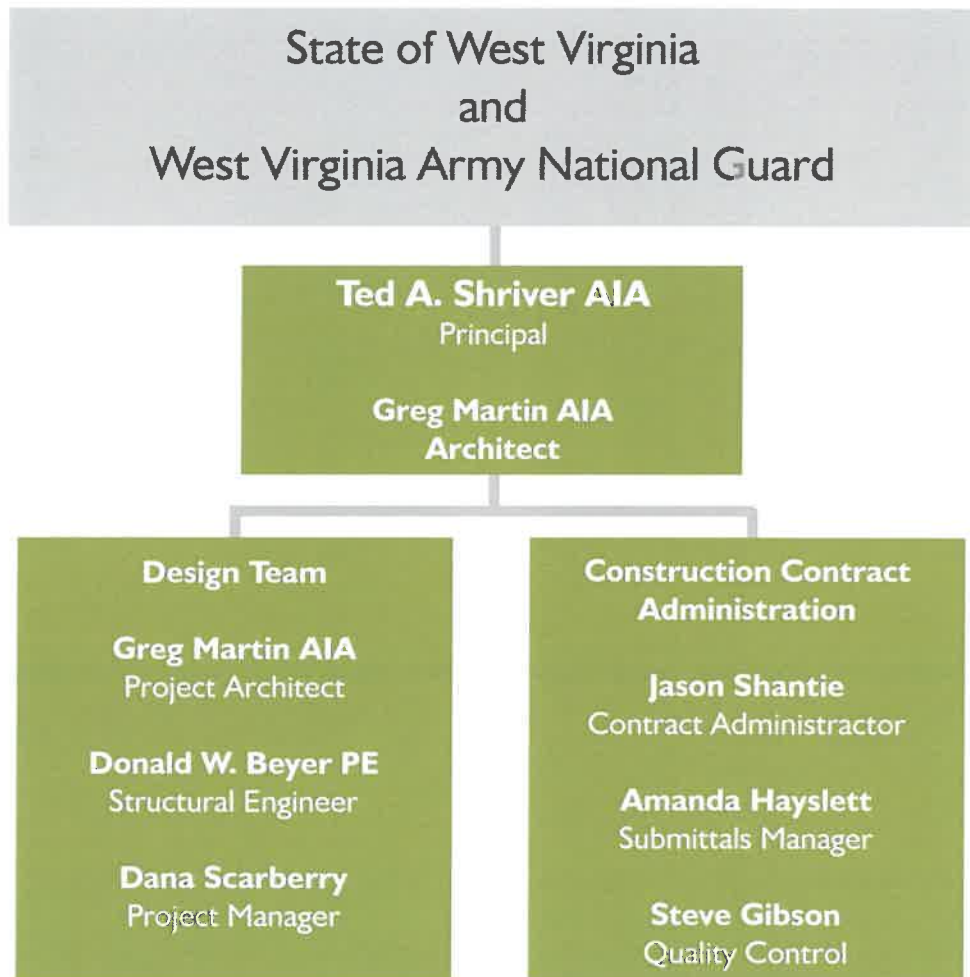 State of West Virginia
and
West Virginia Army National Guard
Ted A. Shriver AIA
Principal
Greg Martin AIA
Architect
Design Team
Greg Martin AIA
Project Architect
Donald W. Beyer PE
Structural Engineer
Dana Scarberry
Project Manager
Construction Contract
Administration
Jason Shantie
Contract Administractor
Amanda Hayslett
Submittals Manager
Steve Gibson
Quality Control